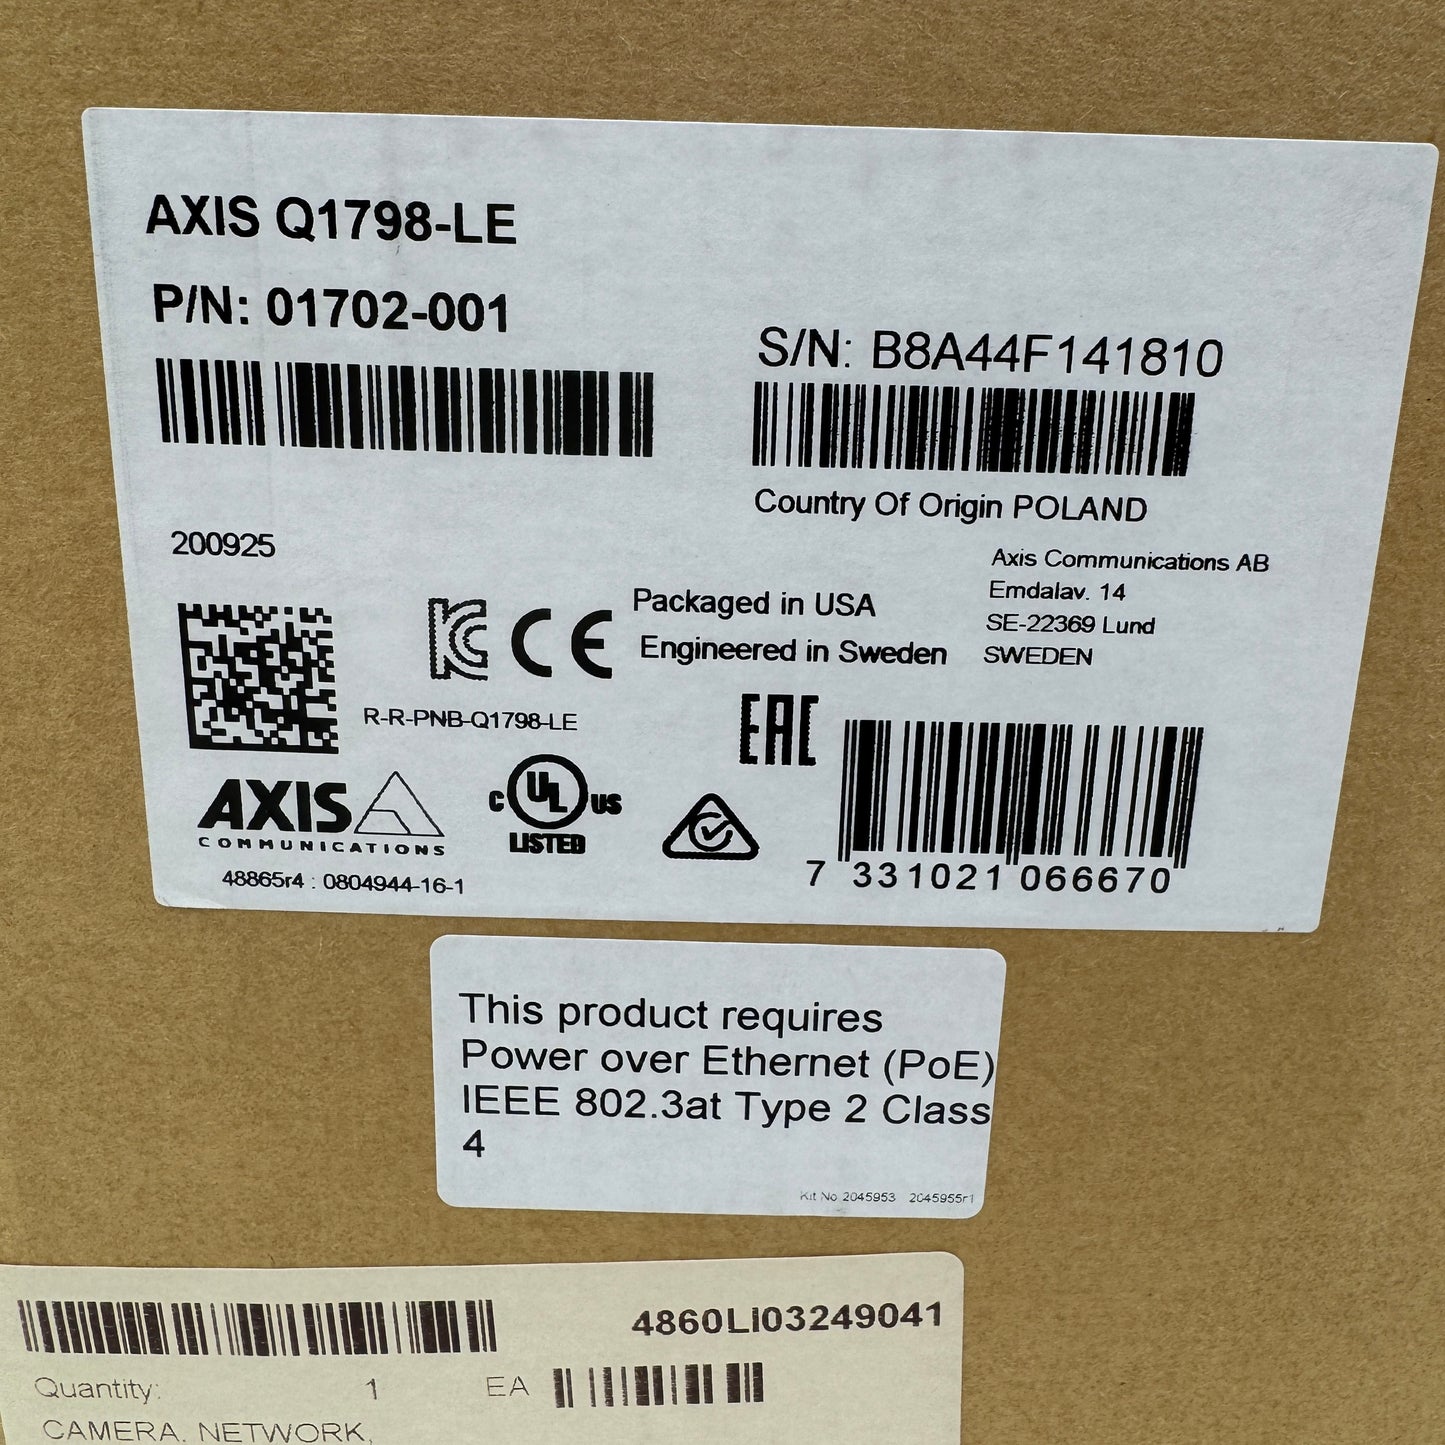 AXIS Q1798-LE
P/N: 01702-001
S/N: B8A44F141810
Country Of Origin POLAND
200925
Axis Communications AB
Emdalav. 14
SE-22369 Lund
SWEDEN
Packaged in USA
Engineered in Sweden
KC CE
R-R-PNB-Q1798-LE
EAC
AXIS
COMMUNICATIONS
C UL US
LISTED
48865r4 : 0804944-16-1
7 331021 066670
This product requires
Power over Ethernet (PoE)
IEEE 802.3at Type 2 Class
4
Kit No 2045953 2045955r1
4860LI03249041
Quantity: 1 EA
CAMERA, NETWORK,